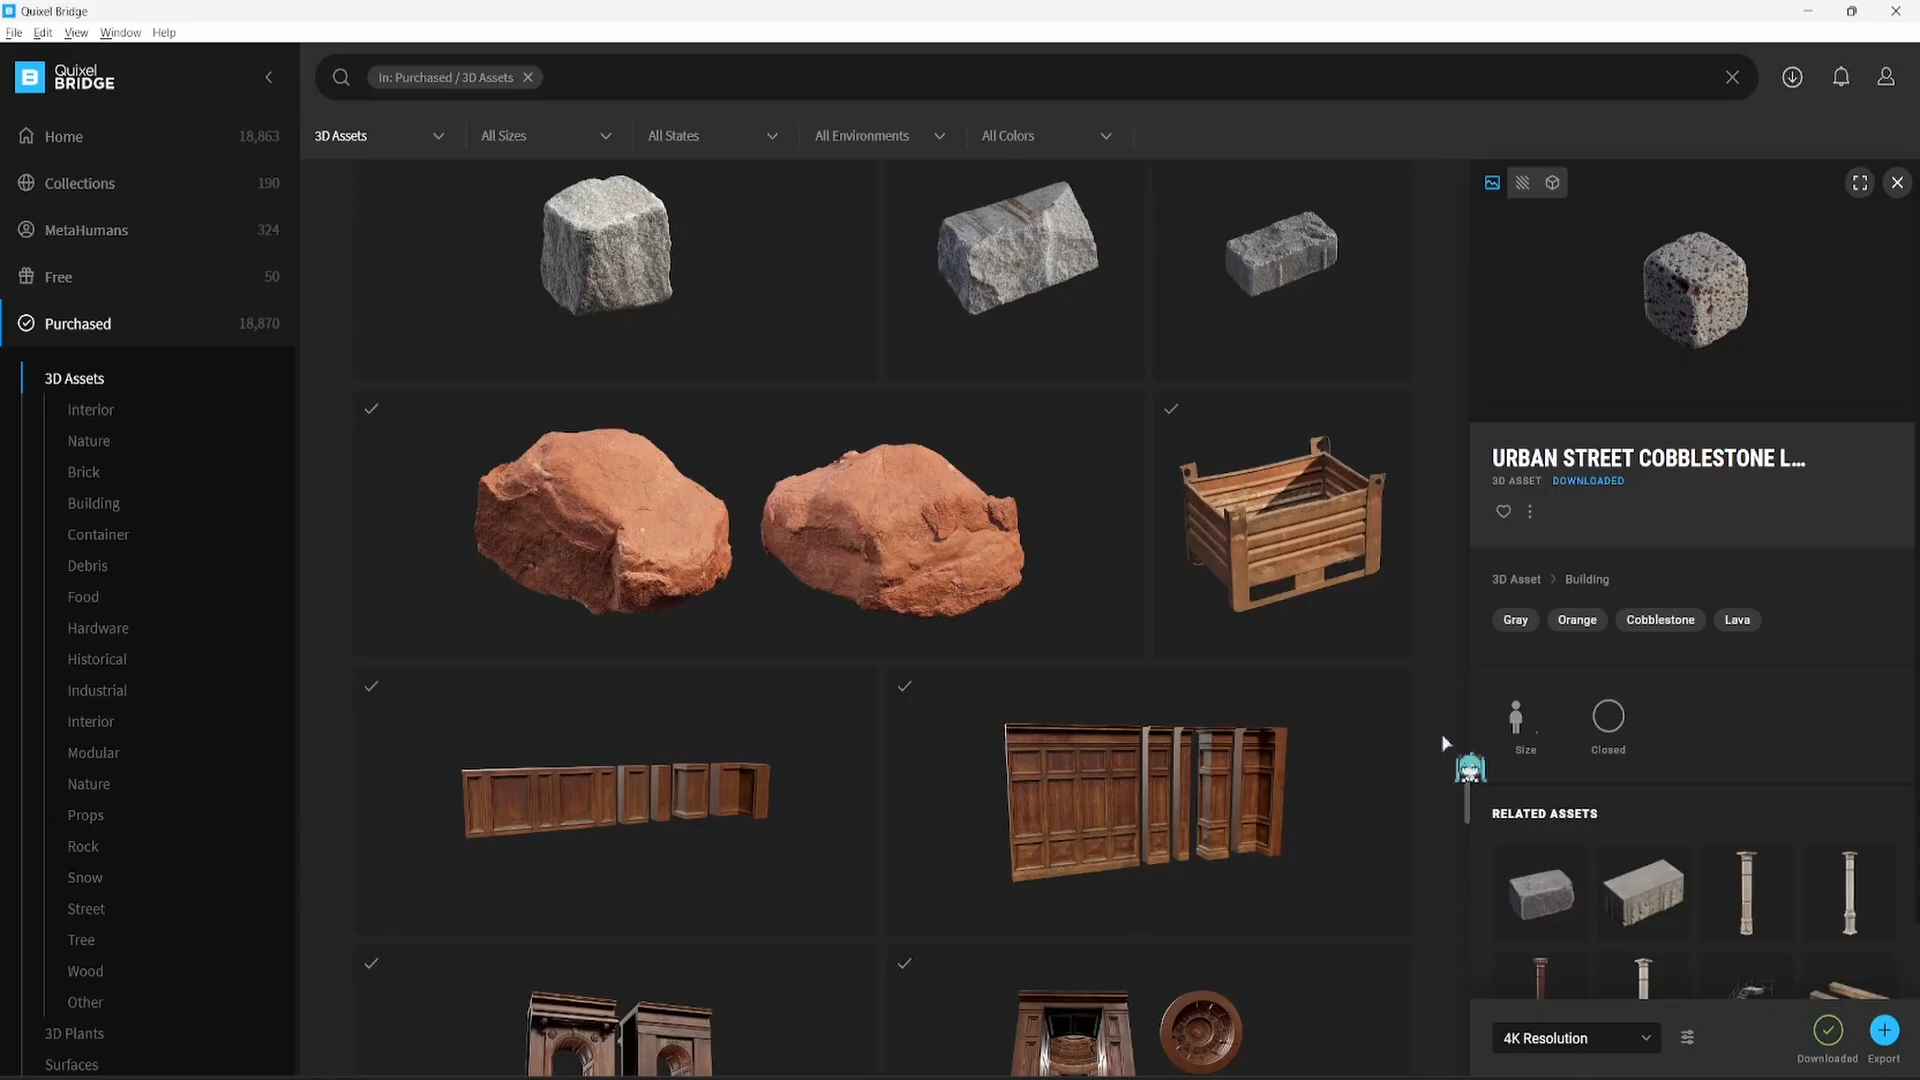 Quixel Bridge
File Edit View Window Help
B Quixel BRIDGE
In: Purchased / 3D Assets
3D Assets All Sizes All States All Environments All Colors
Home 18,863
Collections 190
MetaHumans 324
Free 50
Purchased 18,870
3D Assets
Interior
Nature
Brick
Building
Container
Debris
Food
Hardware
Historical
Industrial
Interior
Modular
Nature
Props
Rock
Snow
Street
Tree
Wood
Other
3D Plants
Surfaces
URBAN STREET COBBLESTONE L...
3D ASSET DOWNLOADED
3D Asset > Building
Gray Orange Cobblestone Lava
Size Closed
RELATED ASSETS
4K Resolution
Downloaded Export